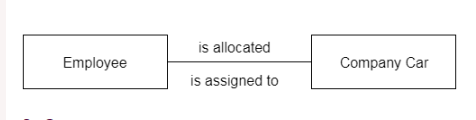 is allocated
Employee
Company Car
is assigned to